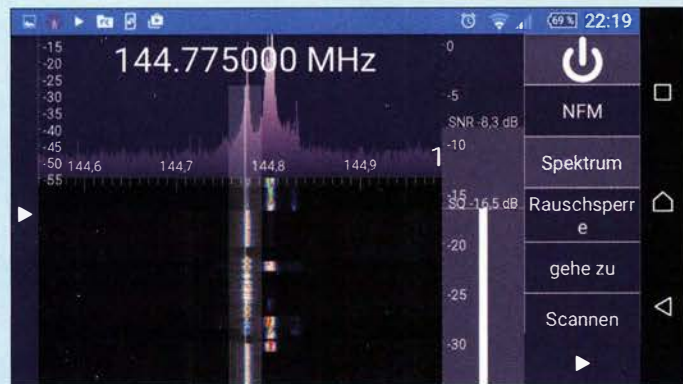 69 % 22:19
144.775000 MHz
-15
-20
-25
-30
-35
-40
-45
-50
-55
144,6 144,7 144,8 144,9 1
0
-5
SNR -8,3 dB
-10
-15
SQ -16,5 dB
-20
-25
-30
NFM
Spektrum
Rauschsperr
e
gehe zu
Scannen